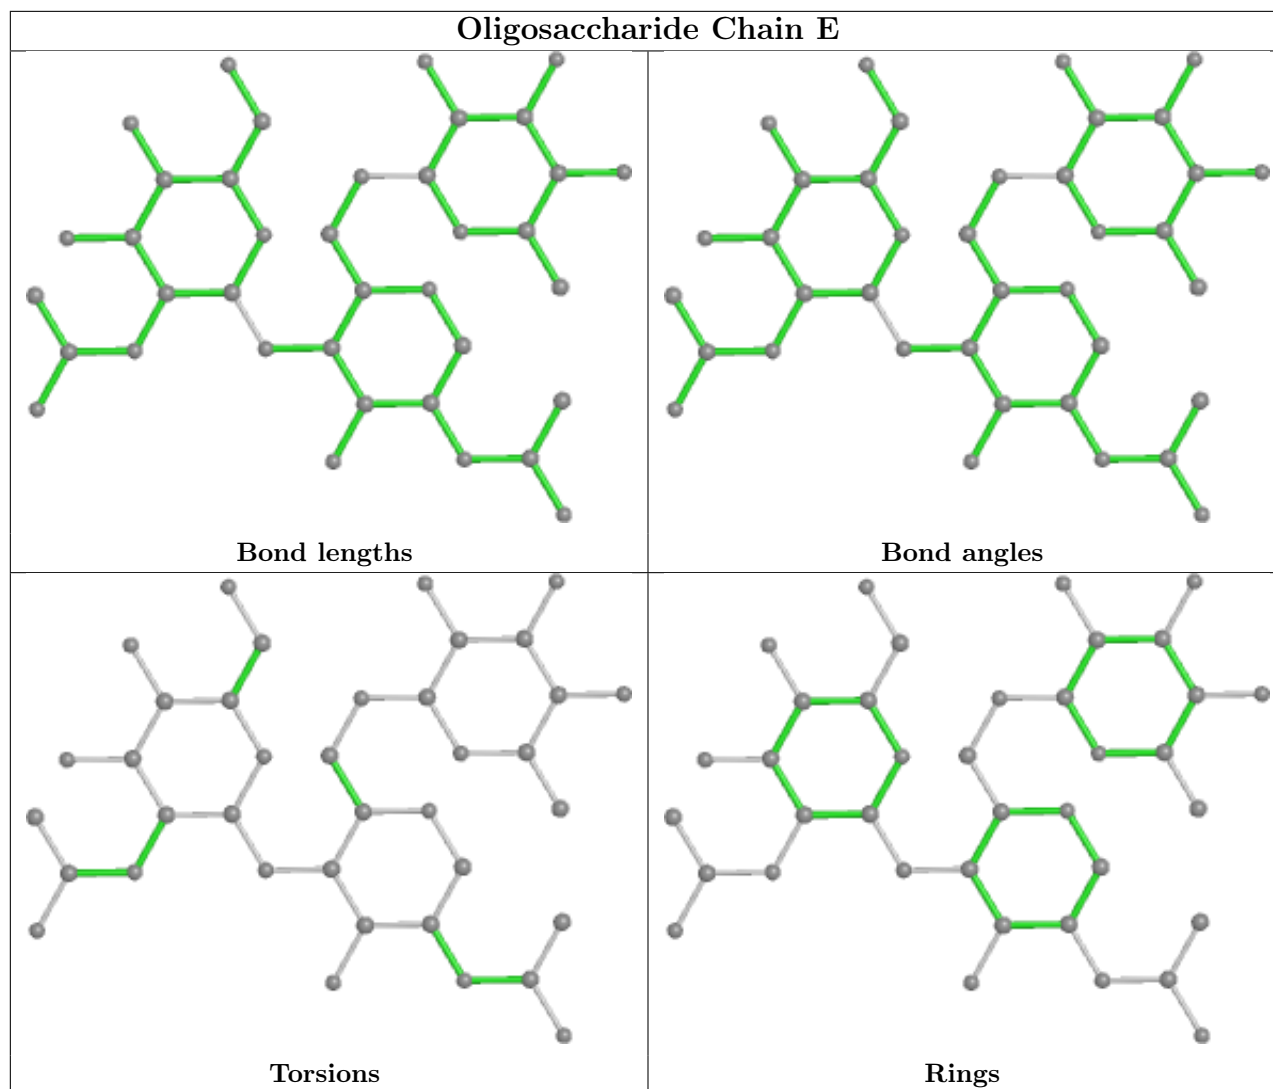 Oligosaccharide Chain E
Bond lengths
Bond angles
Torsions
Rings